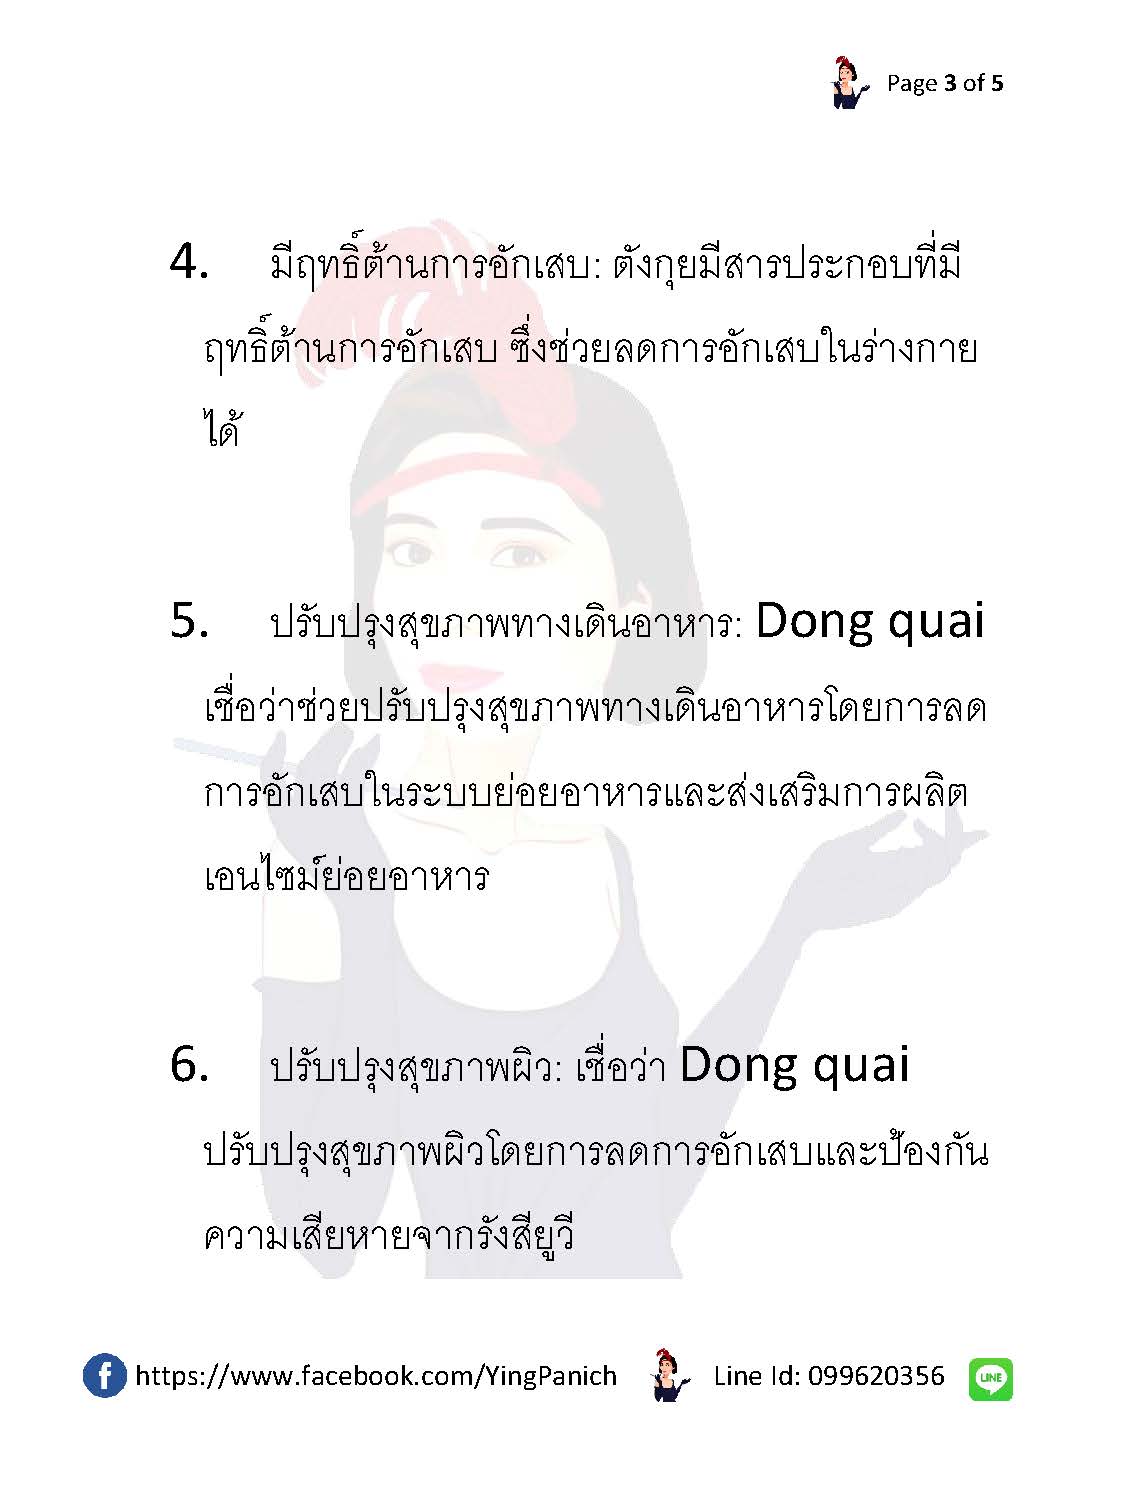 Page 3 of 5
4. มีฤทธิ์ต้านการอักเสบ: ตังกุยมีสารประกอบที่มี
ฤทธิ์ต้านการอักเสบ ซึ่งช่วยลดการอักเสบในร่างกาย
ได้
5. ปรับปรุงสุขภาพทางเดินอาหาร: Dong quai
เชื่อว่าช่วยปรับปรุงสุขภาพทางเดินอาหารโดยการลด
การอักเสบในระบบย่อยอาหารและส่งเสริมการผลิต
เอนไซม์ย่อยอาหาร
6. ปรับปรุงสุขภาพผิว: เชื่อว่า Dong quai
ปรับปรุงสุขภาพผิวโดยการลดการอักเสบและป้องกัน
ความเสียหายจากรังสียูวี
f https://www.facebook.com/YingPanich Line Id: 099620356 LINE